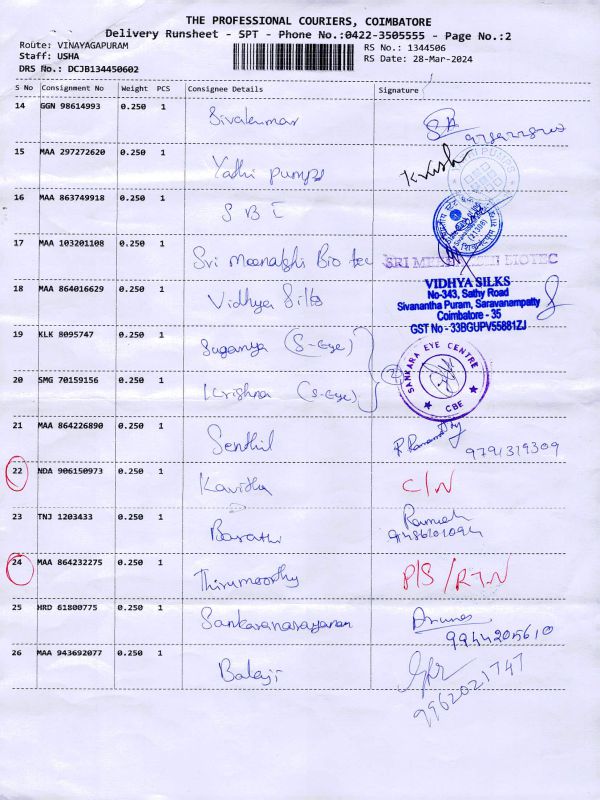 THE PROFESSIONAL COURIERS, COIMBATORE
Delivery Runsheet - SPT - Phone No.:0422-3505555 - Page No.:2
Route: VINAYAGAPURAM
Staff: USHA
DRS No.: DCJB134450602
RS No.: 1344506
RS Date: 28-Mar-2024
S No Consignment No Weight PCS Consignee Details Signature
14 GGN 98614993 0.250 1 Sivakumar
15 MAA 297272620 0.250 1 Yadhi pumps Krish
16 MAA 863749918 0.250 1 SBI
17 MAA 103201108 0.250 1 Sri Meenakshi Bio tec SRI MEENAKSHI BIOTEC
18 MAA 864016629 0.250 1 Vidhya Silks
VIDHYA SILKS
No-343, Sathy Road
Sivanantha Puram, Saravanampatty
Coimbatore - 35
GST No - 33BGUPV55881ZJ
19 KLK 8095747 0.250 1 Suganya (S-Eye)
20 SMG 70159156 0.250 1 Krishna (S-Eye) 2
SANKARA EYE CENTRE
CBE
21 MAA 864226890 0.250 1 Senthil 9791319309
22 NDA 906150973 0.250 1 Kavitha C/N
23 TNJ 1203433 0.250 1 Barathi
9486201094
24 MAA 864232275 0.250 1 Thirumoorthy P/S / RTN
25 HRD 61800775 0.250 1 Sankaranarayanan
9944205610
26 MAA 943692077 0.250 1 Balaji
9962021747